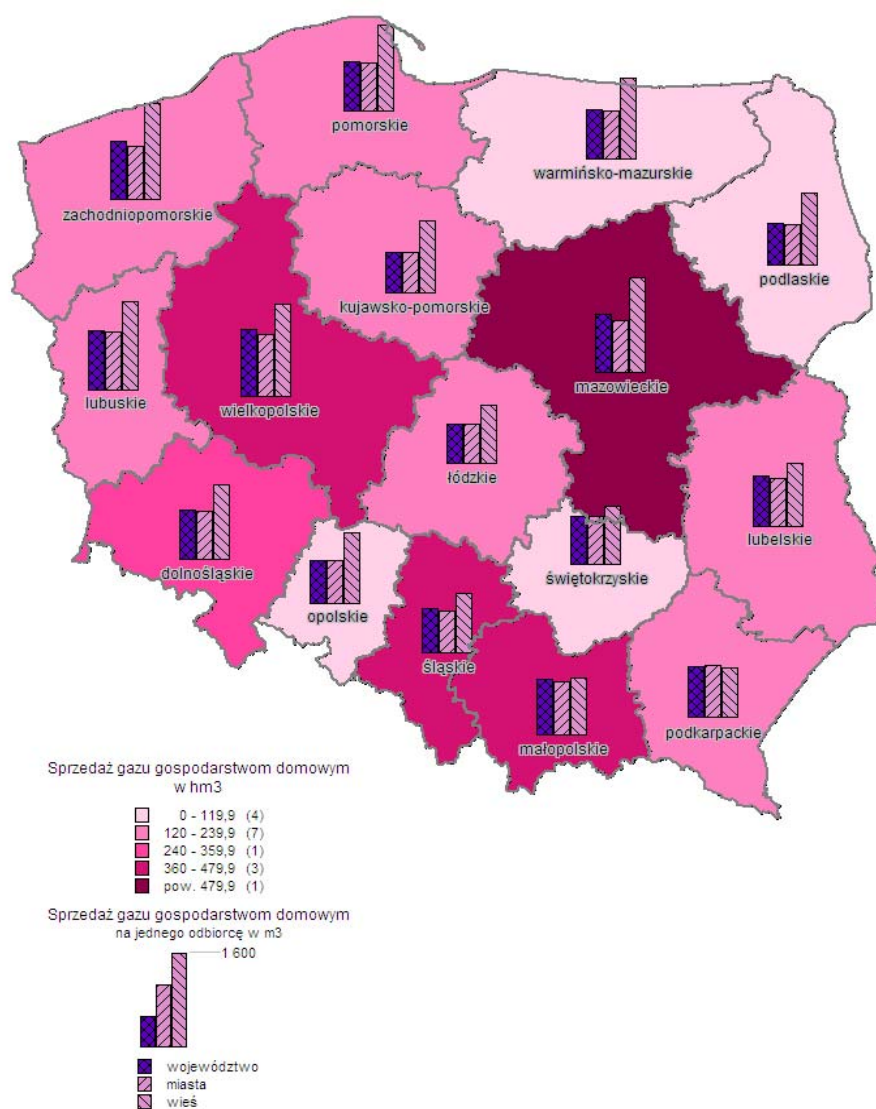 pomorskie
warmińsko-mazurskie
zachodniopomorskie
podlaskie
kujawsko-pomorskie
mazowieckie
lubuskie
wielkopolskie
łódzkie
lubelskie
dolnośląskie
świętokrzyskie
opolskie
śląskie
podkarpackie
małopolskie
Sprzedaż gazu gospodarstwom domowym
w hm3
0 - 119,9 (4)
120 - 239,9 (7)
240 - 359,9 (1)
360 - 479,9 (3)
pow. 479,9 (1)
Sprzedaż gazu gospodarstwom domowym
na jednego odbiorcę w m3
1 600
województwo
miasta
wieś